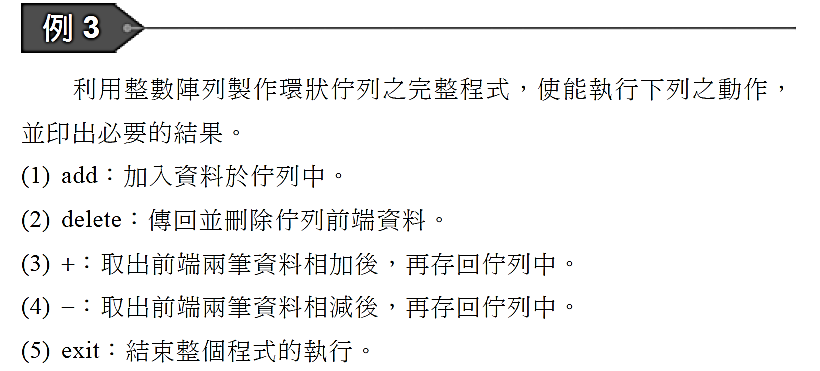 例 3
利用整數陣列製作環狀佇列之完整程式，使能執行下列之動作，
並印出必要的結果。
(1) add：加入資料於佇列中。
(2) delete：傳回並刪除佇列前端資料。
(3) +：取出前端兩筆資料相加後，再存回佇列中。
(4) −：取出前端兩筆資料相減後，再存回佇列中。
(5) exit：結束整個程式的執行。